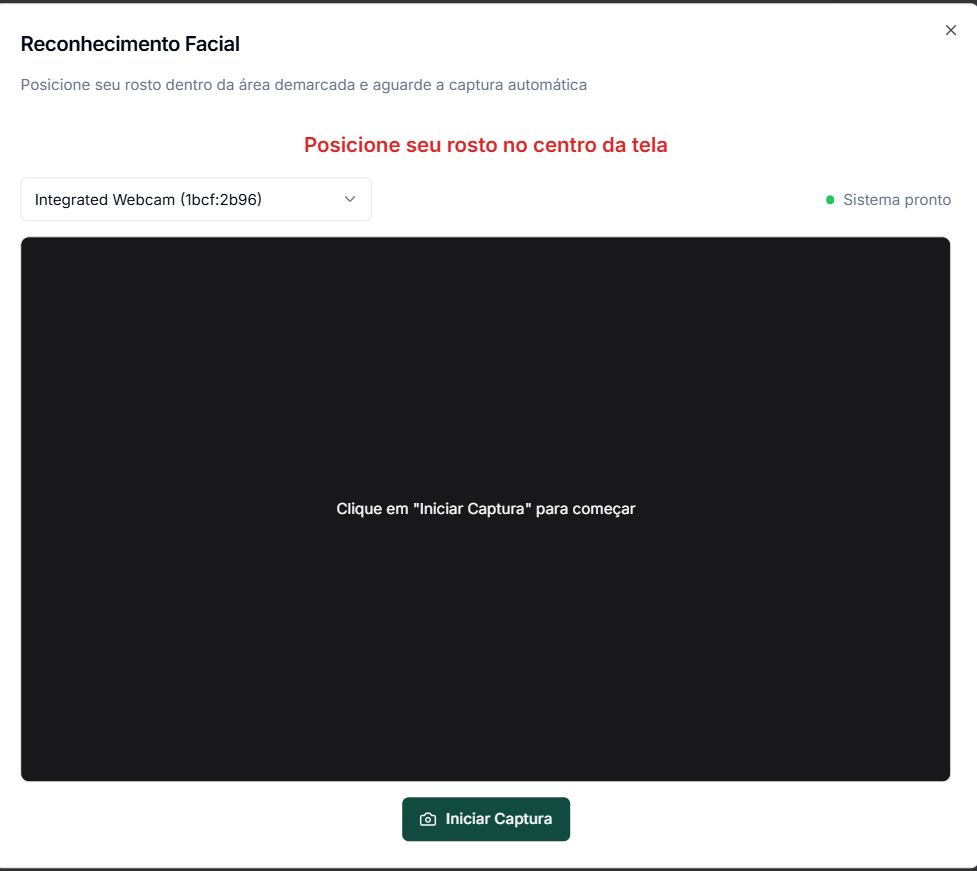 Reconhecimento Facial
Posicione seu rosto dentro da área demarcada e aguarde a captura automática
Posicione seu rosto no centro da tela
Integrated Webcam (1bcf:2b96)
Sistema pronto
Clique em "Iniciar Captura" para começar
Iniciar Captura